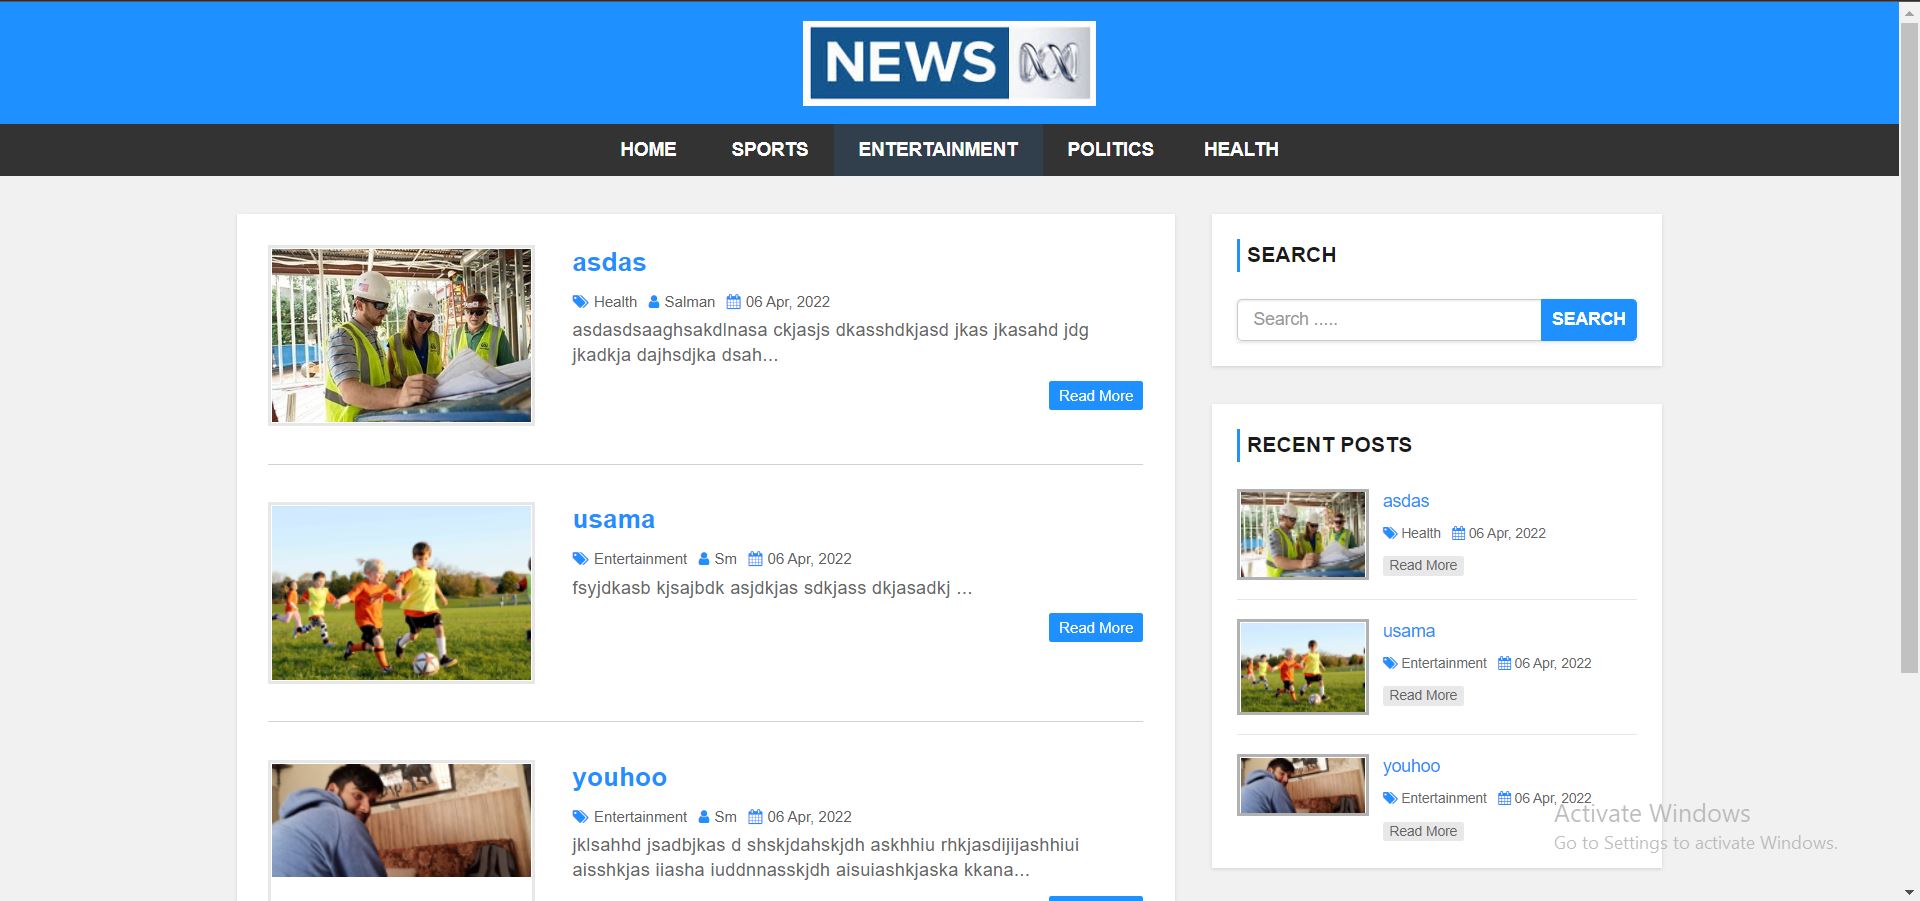 NEWS
HOME SPORTS ENTERTAINMENT POLITICS HEALTH
asdas
Health Salman 06 Apr, 2022
asdasdsaaghsakdlnasa ckjasjs dkasshdkjasd jkas jkasahd jdg
jkadkja dajhsdjka dsah...
Read More
usama
Entertainment Sm 06 Apr, 2022
fsyjdkasb kjsajbdk asjdkjas sdkjass dkjasadkj ...
Read More
youhoo
Entertainment Sm 06 Apr, 2022
jklsahhd jsadbjkas d shskjdahskjdh askhhiu rhkjasdijijashhiui
aisshkjas iiasha iuddnnasskjdh aisuiashkjaska kkana...
SEARCH
Search .....
SEARCH
RECENT POSTS
asdas
Health 06 Apr, 2022
Read More
usama
Entertainment 06 Apr, 2022
Read More
youhoo
Entertainment 06 Apr, 2022
Read More
Activate Windows
Go to Settings to activate Windows.